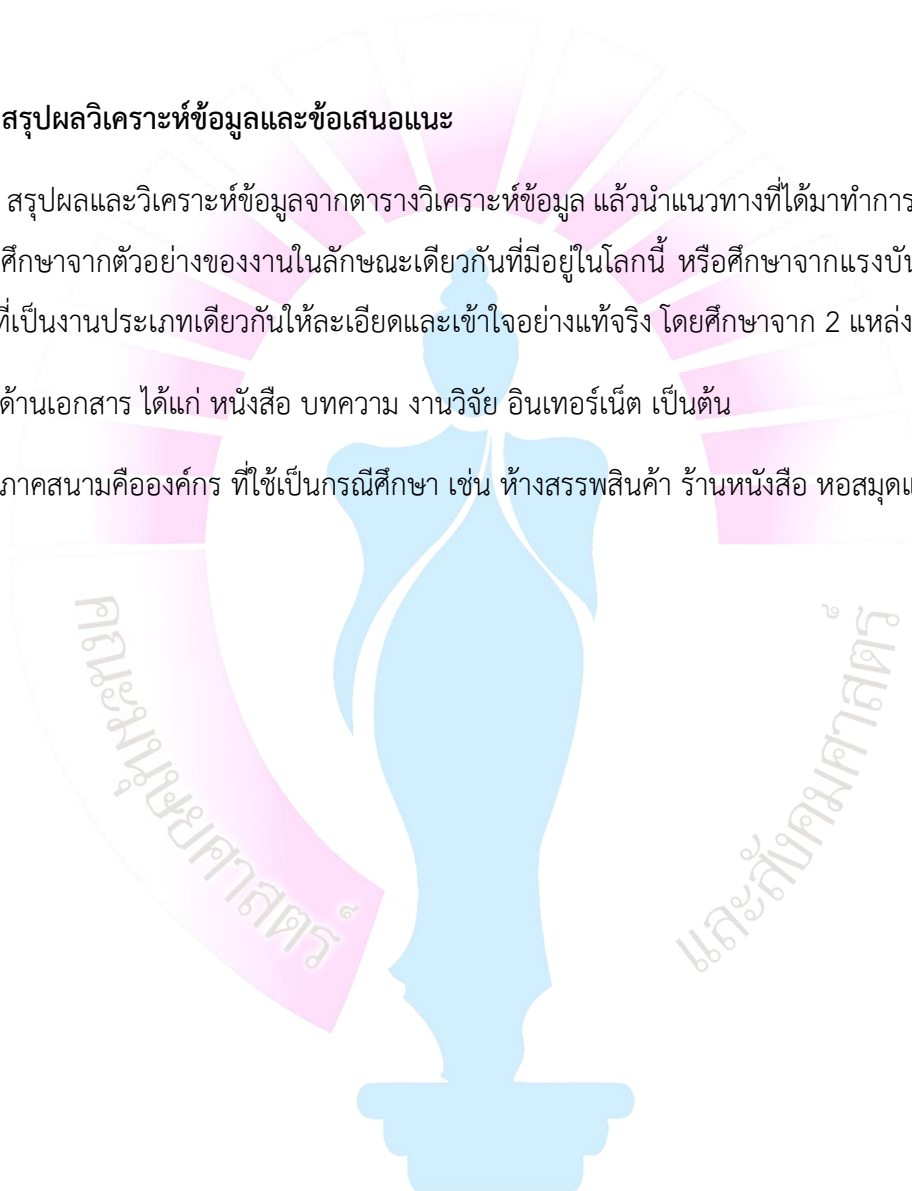 สรุปผลวิเคราะห์ข้อมูลและข้อเสนอแนะ
สรุปผลและวิเคราะห์ข้อมูลจากตารางวิเคราะห์ข้อมูล แล้วนำแนวทางที่ได้มาทำการ
ศึกษาจากตัวอย่างของงานในลักษณะเดียวกันที่มีอยู่ในโลกนี้ หรือศึกษาจากแรงบัน
ที่เป็นงานประเภทเดียวกันให้ละเอียดและเข้าใจอย่างแท้จริง โดยศึกษาจาก 2 แหล่ง
ด้านเอกสาร ได้แก่ หนังสือ บทความ งานวิจัย อินเทอร์เน็ต เป็นต้น
ภาคสนามคือองค์กร ที่ใช้เป็นกรณีศึกษา เช่น ห้างสรรพสินค้า ร้านหนังสือ หอสมุด
คณะมนุษยศาสตร์
และสังคมศาสตร์